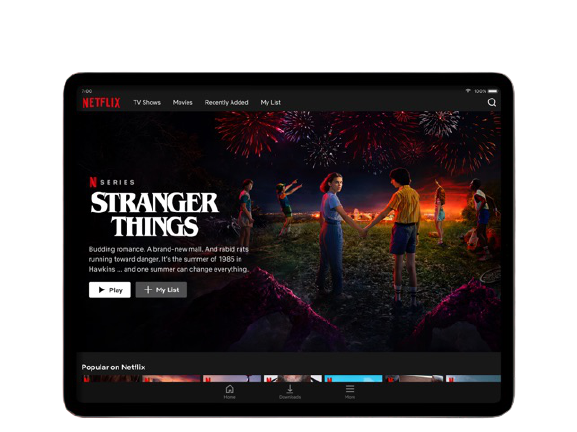 7:00
100%
NETFLIX TV Shows Movies Recently Added My List
N SERIES
STRANGER
THINGS
Budding romance. A brand-new mall. And rabid rats
running toward danger. It's the summer of 1985 in
Hawkins ... and one summer can change everything.
Play + My List
Popular on Netflix
Home Downloads More